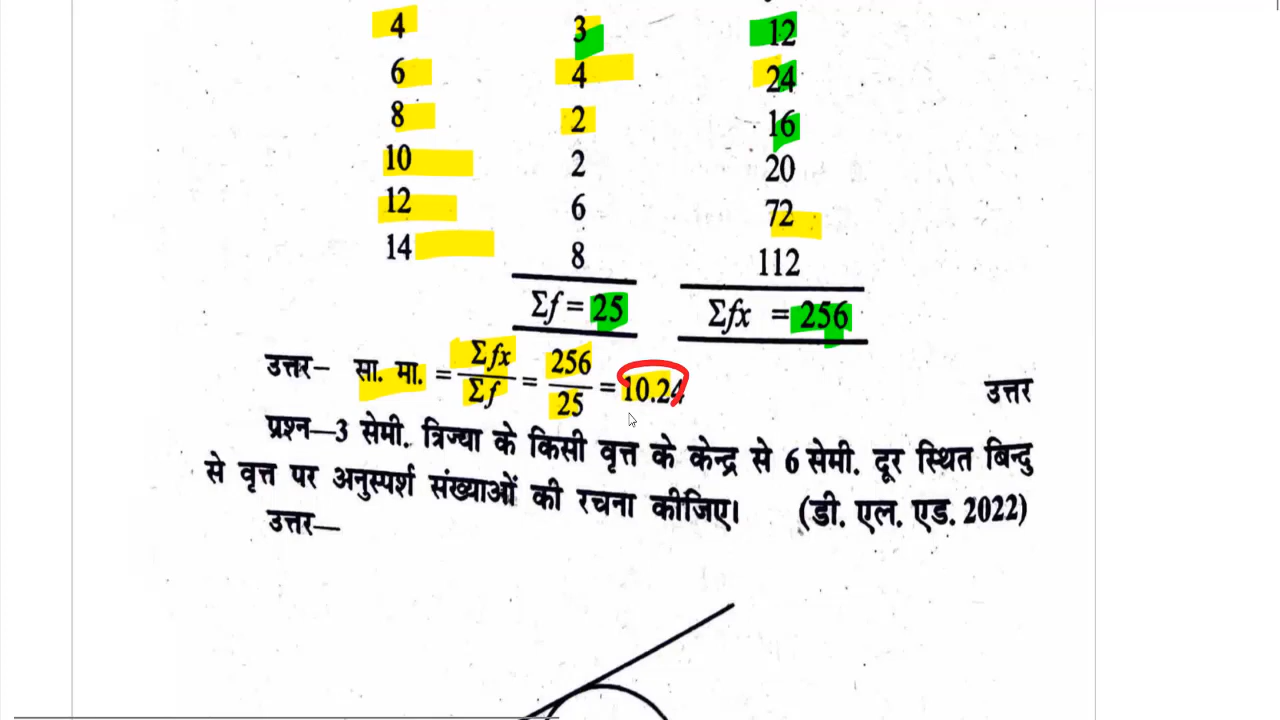 4 3 12
6 4 24
8 2 16
10 2 20
12 6 72
14 8 112
Σf = 25 Σfx = 256
उत्तर– सा. मा. = Σfx / Σf = 256 / 25 = 10.24 उत्तर
प्रश्न—3 सेमी. त्रिज्या के किसी वृत्त के केन्द्र से 6 सेमी. दूर स्थित बिन्दु
से वृत्त पर अनुस्पर्श संख्याओं की रचना कीजिए। (डी. एल. एड. 2022)
उत्तर—